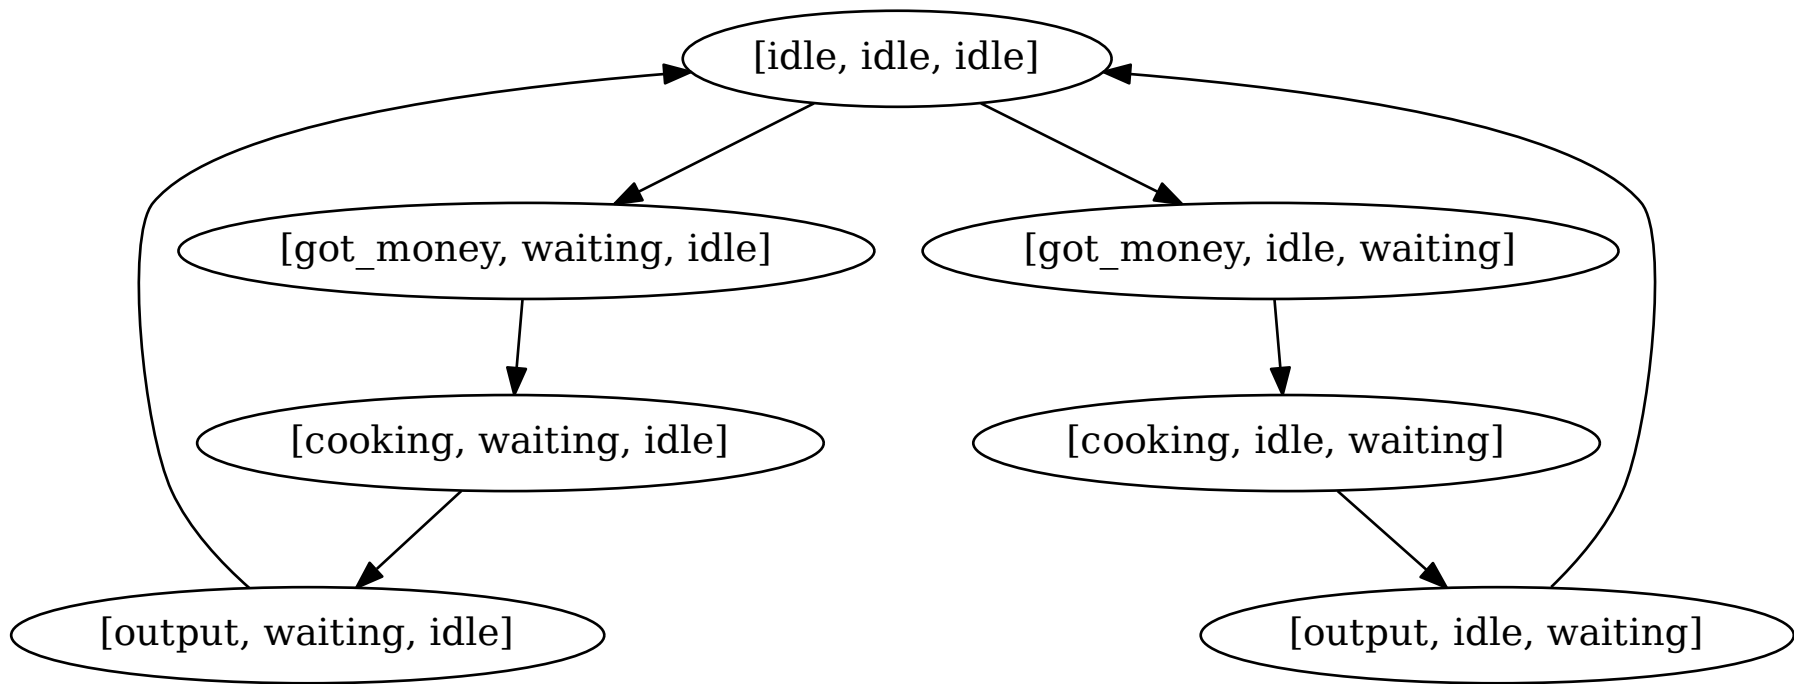 [idle, idle, idle]
[got_money, waiting, idle]
[got_money, idle, waiting]
[cooking, waiting, idle]
[cooking, idle, waiting]
[output, waiting, idle]
[output, idle, waiting]